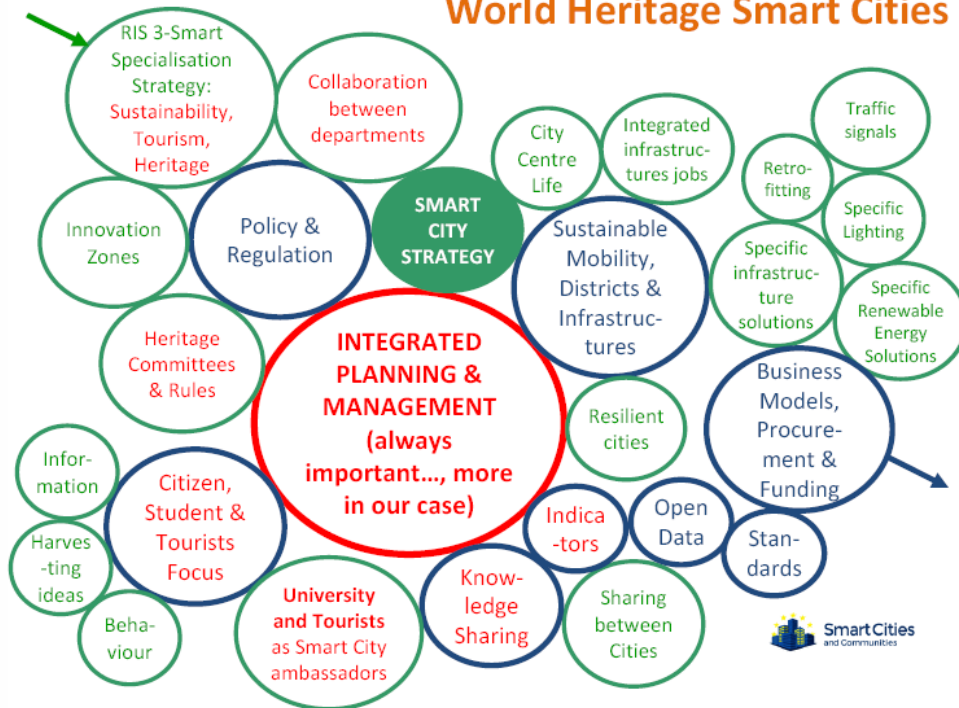 World Heritage Smart Cities
RIS 3-Smart
Specialisation
Strategy:
Sustainability,
Tourism,
Heritage
Collaboration
between
departments
City
Centre
Life
Integrated
infrastruc-
tures jobs
Traffic
signals
Retro-
fitting
Specific
Lighting
Innovation
Zones
Policy &
Regulation
SMART
CITY
STRATEGY
Sustainable
Mobility,
Districts &
Infrastruc-
tures
Specific
infrastruc-
ture
solutions
Specific
Renewable
Energy
Solutions
Heritage
Committees
& Rules
INTEGRATED
PLANNING &
MANAGEMENT
(always
important…, more
in our case)
Resilient
cities
Business
Models,
Procure-
ment &
Funding
Infor-
mation
Citizen,
Student &
Tourists
Focus
Harves
-ting
ideas
Beha-
viour
University
and Tourists
as Smart City
ambassadors
Know-
ledge
Sharing
Indica
-tors
Open
Data
Stan-
dards
Sharing
between
Cities
Smart Cities
and Communities